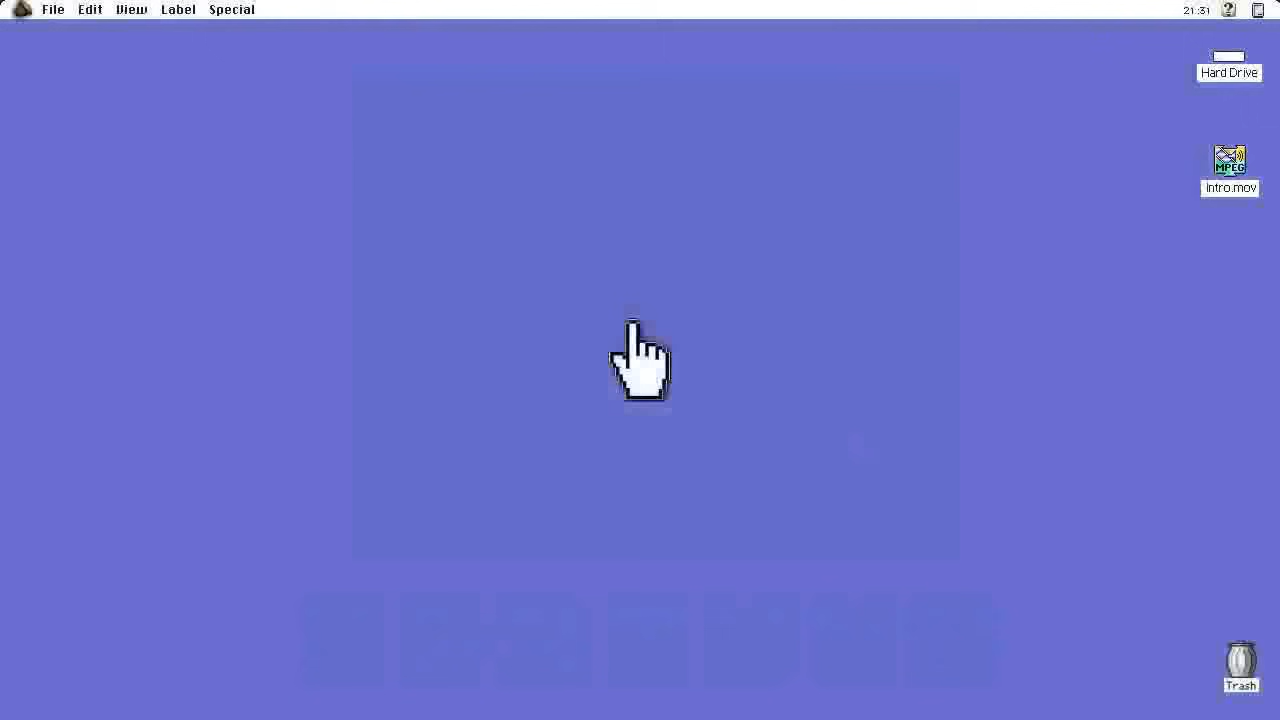 File Edit View Label Special 21:31
Hard Drive
MPEG
intro.mov
Trash